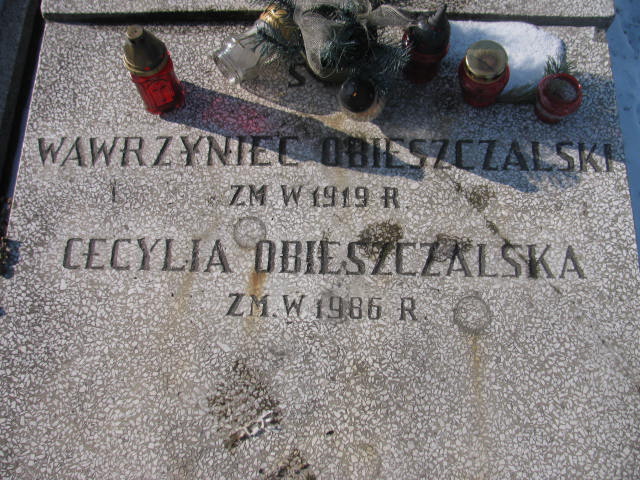 WAWRZYNIEC OBIESZCZALSKI
ZM W 1919 R.
CECYLIA OBIESZCZALSKA
ZM. W 1986 R